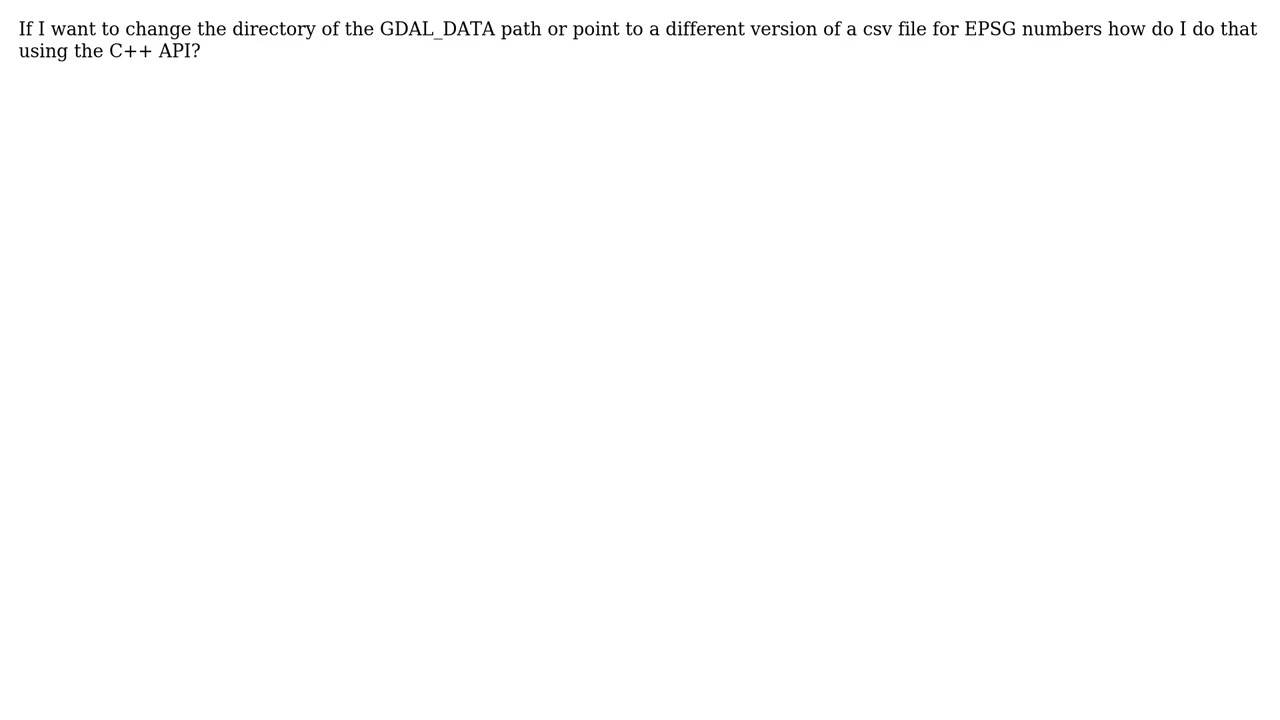 If I want to change the directory of the GDAL_DATA path or point to a different version of a csv file for EPSG numbers how do I do that
using the C++ API?